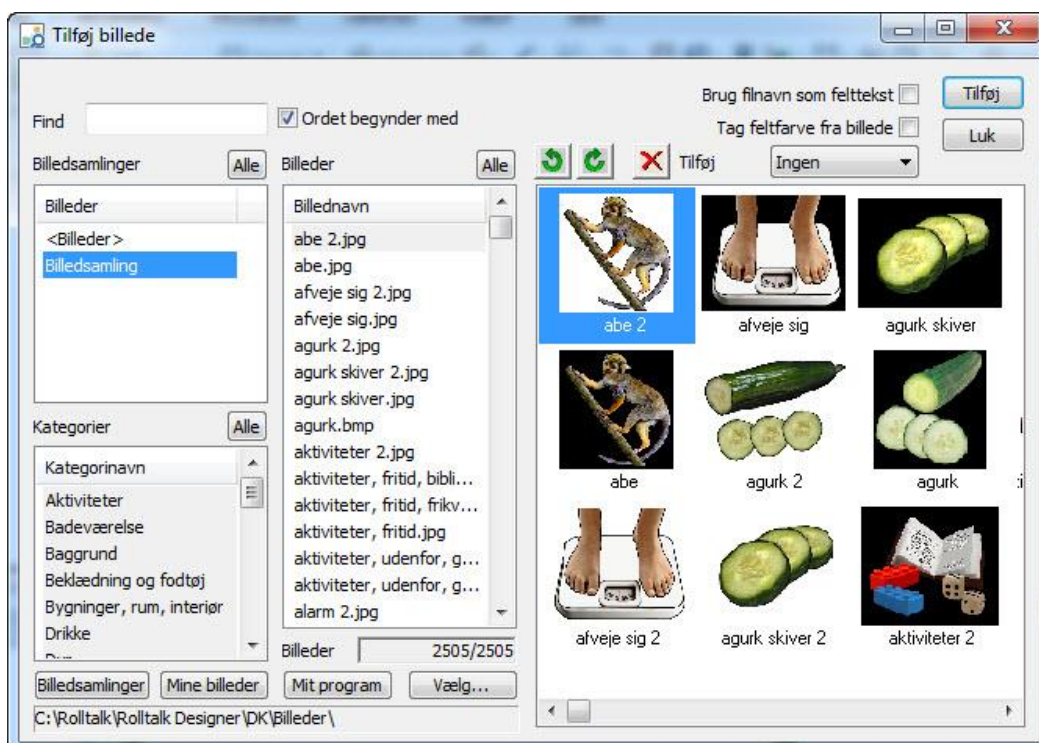 Tilføj billede
Brug filnavn som felttekst
Tilføj
Find
Ordet begynder med
Tag feltfarve fra billede
Luk
Billedsamlinger
Alle
Billeder
Alle
Tilføj
Ingen
Billeder
<Billeder>
Billedsamling
Billednavn
abe 2.jpg
abe.jpg
afveje sig 2.jpg
afveje sig.jpg
agurk 2.jpg
agurk skiver 2.jpg
agurk skiver.jpg
agurk.bmp
aktiviteter 2.jpg
aktiviteter, fritid, bibli...
aktiviteter, fritid, frikv...
aktiviteter, fritid.jpg
aktiviteter, udenfor, g...
aktiviteter, udenfor, g...
alarm 2.jpg
Kategorier
Alle
Kategorinavn
Aktiviteter
Badeværelse
Baggrund
Beklædning og fodtøj
Bygninger, rum, interiør
Drikke
abe 2
afveje sig
agurk skiver
abe
agurk 2
agurk
afveje sig 2
agurk skiver 2
aktiviteter 2
Billeder
2505/2505
Billedsamlinger
Mine billeder
Mit program
Vælg...
C:\Rolltalk\Rolltalk Designer\DK\Billeder\